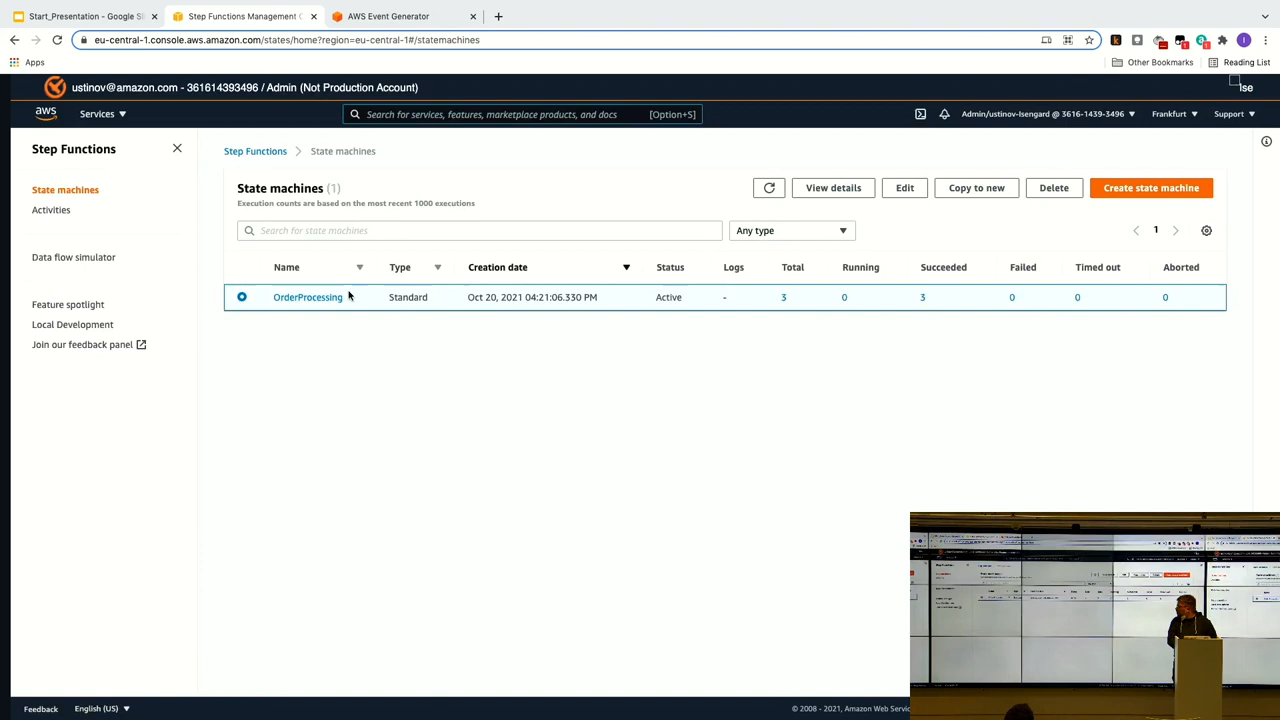 Start_Presentation - Google Sl
Step Functions Management C
AWS Event Generator
eu-central-1.console.aws.amazon.com/states/home?region=eu-central-1#/statemachines
Apps
Other Bookmarks
Reading List
ustinov@amazon.com - 361614393496 / Admin (Not Production Account)
Ise
aws
Services
Search for services, features, marketplace products, and docs
[Option+S]
Admin/ustinov-Isengard @ 3616-1439-3496
Frankfurt
Support
Step Functions
State machines
Activities
Data flow simulator
Feature spotlight
Local Development
Join our feedback panel
Step Functions
State machines
State machines (1)
View details
Edit
Copy to new
Delete
Create state machine
Execution counts are based on the most recent 1000 executions
Search for state machines
Any type
1
Name Type Creation date Status Logs Total Running Succeeded Failed Timed out Aborted
OrderProcessing Standard Oct 20, 2021 04:21:06.330 PM Active - 3 0 3 0 0 0
Feedback
English (US)
© 2008 - 2021, Amazon Web Servic